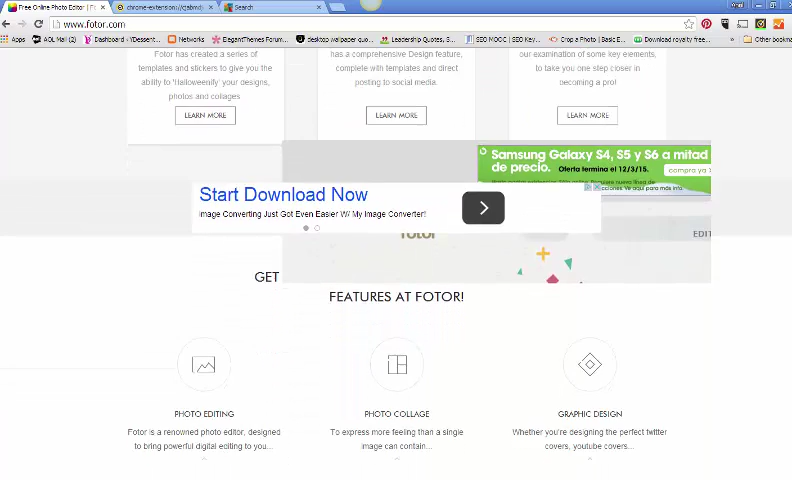 Free Online Photo Editor | F
chrome-extension://cjabmdj
Search
www.fotor.com
Apps
AOL Mail (2)
Dashboard ‹ YDessent...
Networks
ElegantThemes Forum...
desktop wallpaper quo...
Leadership Quotes, S...
SEO MOOC | SEO Key...
Crop a Photo | Basic E...
Download royalty free...
»
Other bookma
Fotor has created a series of
templates and stickers to give you the
ability to 'Halloweenify' your designs,
photos and collages
LEARN MORE
has a comprehensive Design feature,
complete with templates and direct
posting to social media.
LEARN MORE
our examination of some key elements,
to take you one step closer in
becoming a pro!
LEARN MORE
Samsung Galaxy S4, S5 y S6 a mitad
de precio. Oferta termina el 12/3/15.
compra ya
Start Download Now
Image Converting Just Got Even Easier W/ My Image Converter!
fotor
EDIT
GET
FEATURES AT FOTOR!
PHOTO EDITING
Fotor is a renowned photo editor, designed
to bring powerful digital editing to you...
PHOTO COLLAGE
To express more feeling than a single
image can contain...
GRAPHIC DESIGN
Whether you're designing the perfect twitter
covers, youtube covers...